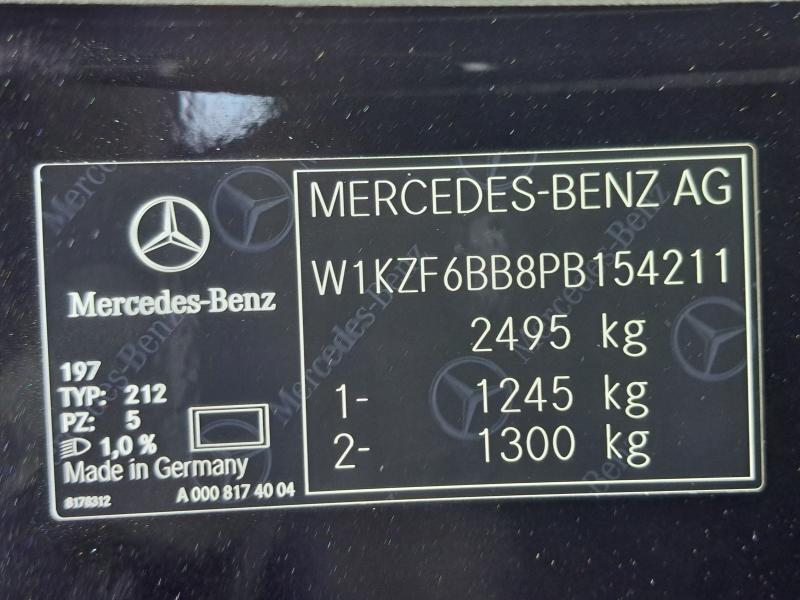 Mercedes-Benz
197
TYP: 212
PZ: 5
1,0 %
Made in Germany
8178312
A 000 817 40 04
MERCEDES-BENZ AG
W1KZF6BB8PB154211
2495 kg
1- 1245 kg
2- 1300 kg